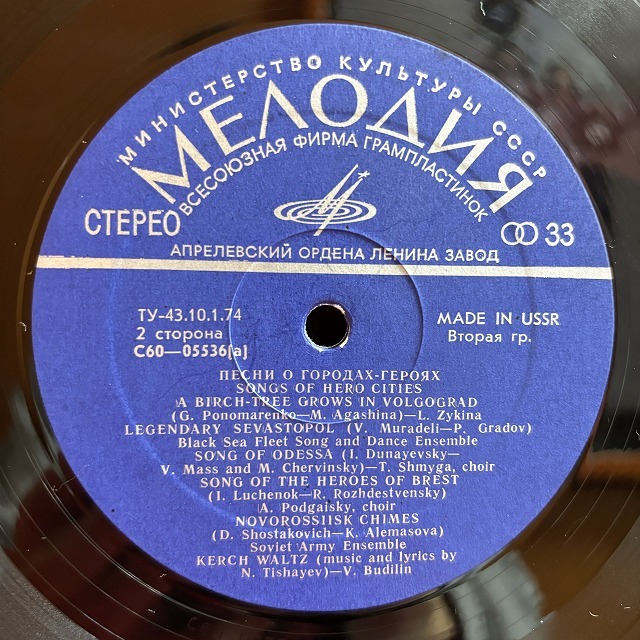 МИНИСТЕРСТВО КУЛЬТУРЫ СССР
МЕЛОДИЯ
ВСЕСОЮЗНАЯ ФИРМА ГРАМПЛАСТИНОК
СТЕРЕО
33
АПРЕЛЕВСКИЙ ОРДЕНА ЛЕНИНА ЗАВОД
ТУ-43.10.1.74
2 сторона
С60—05536(а)
MADE IN USSR
Вторая гр.
ПЕСНИ О ГОРОДАХ-ГЕРОЯХ
SONGS OF HERO CITIES
A BIRCH-TREE GROWS IN VOLGOGRAD
(G. Ponomarenko—M. Agashina)—L. Zykina
LEGENDARY SEVASTOPOL (V. Muradeli—P. Gradov)
Black Sea Fleet Song and Dance Ensemble
SONG OF ODESSA (I. Dunayevsky—
V. Mass and M. Chervinsky)—T. Shmyga, choir
SONG OF THE HEROES OF BREST
(I. Luchenok—R. Rozhdestvensky)
A. Podgaisky, choir
NOVOROSSIISK CHIMES
(D. Shostakovich—K. Alemasova)
Soviet Army Ensemble
KERCH WALTZ (music and lyrics by
N. Tishayev)—V. Budilin